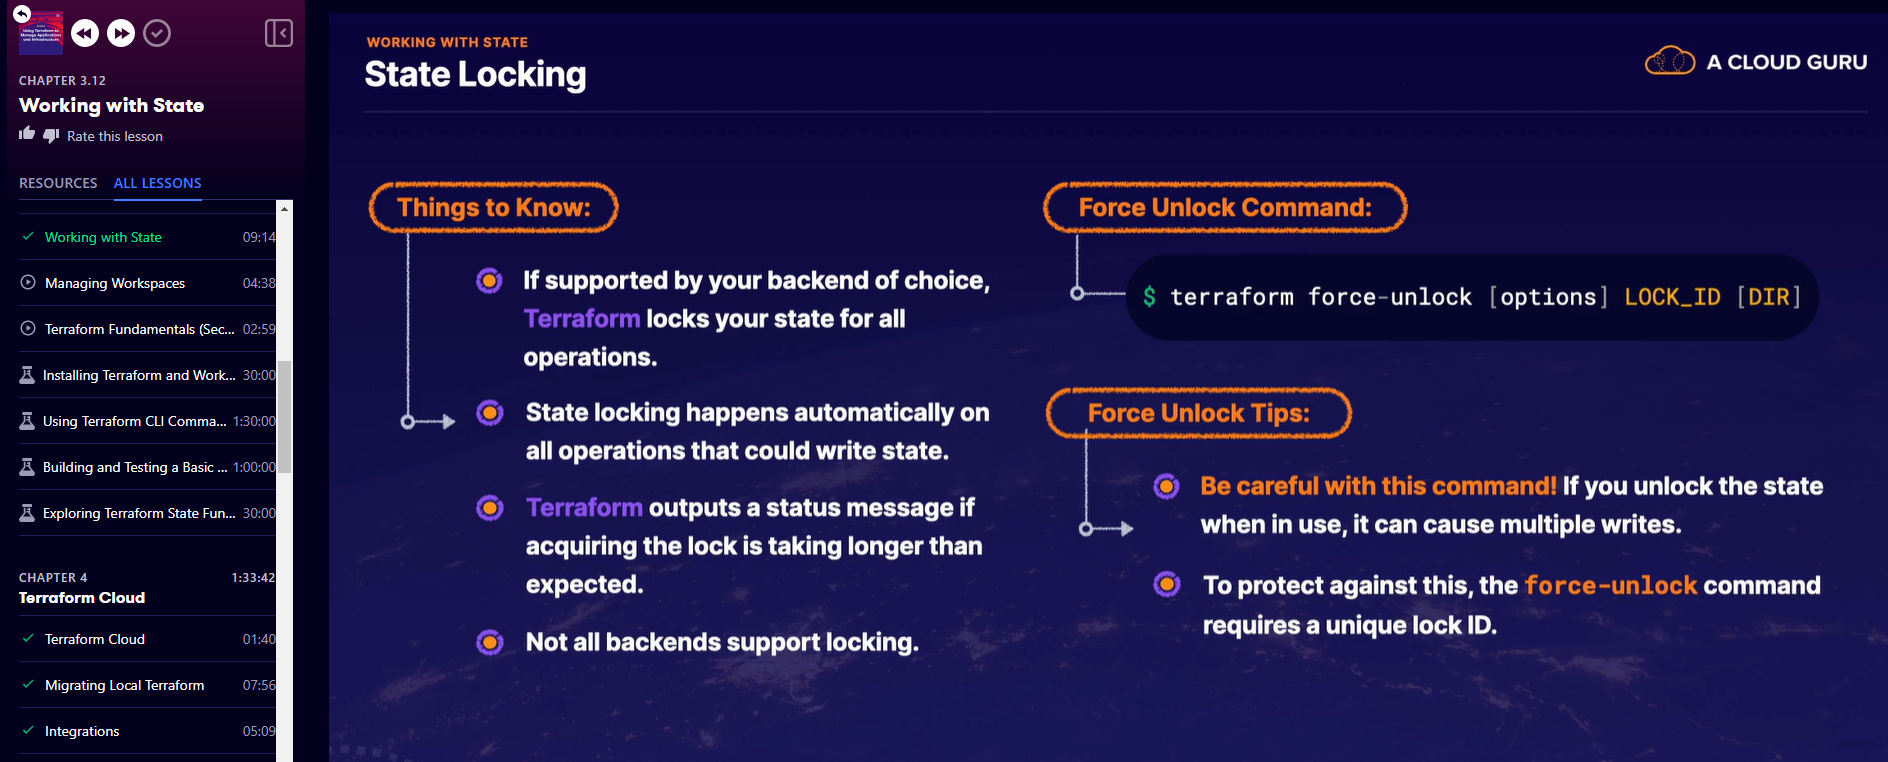 CHAPTER 3.12
Working with State
Rate this lesson
RESOURCES ALL LESSONS
Working with State 09:14
Managing Workspaces 04:38
Terraform Fundamentals (Sec... 02:59
Installing Terraform and Work... 30:00
Using Terraform CLI Comma... 1:30:00
Building and Testing a Basic ... 1:00:00
Exploring Terraform State Fun... 30:00
CHAPTER 4 1:33:42
Terraform Cloud
Terraform Cloud 01:40
Migrating Local Terraform 07:56
Integrations 05:09
WORKING WITH STATE
State Locking
A CLOUD GURU
Things to Know:
If supported by your backend of choice,
Terraform locks your state for all
operations.
State locking happens automatically on
all operations that could write state.
Terraform outputs a status message if
acquiring the lock is taking longer than
expected.
Not all backends support locking.
Force Unlock Command:
$ terraform force-unlock [options] LOCK_ID [DIR]
Force Unlock Tips:
Be careful with this command! If you unlock the state
when in use, it can cause multiple writes.
To protect against this, the force-unlock command
requires a unique lock ID.